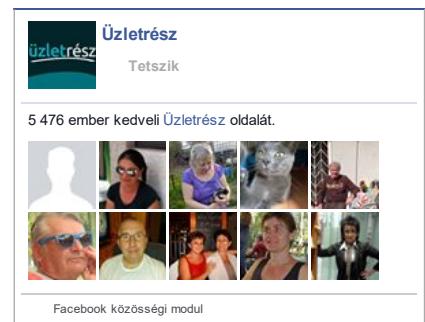 üzletrész
Üzletrész
Tetszik
5 476 ember kedveli Üzletrész oldalát.
Facebook közösségi modul